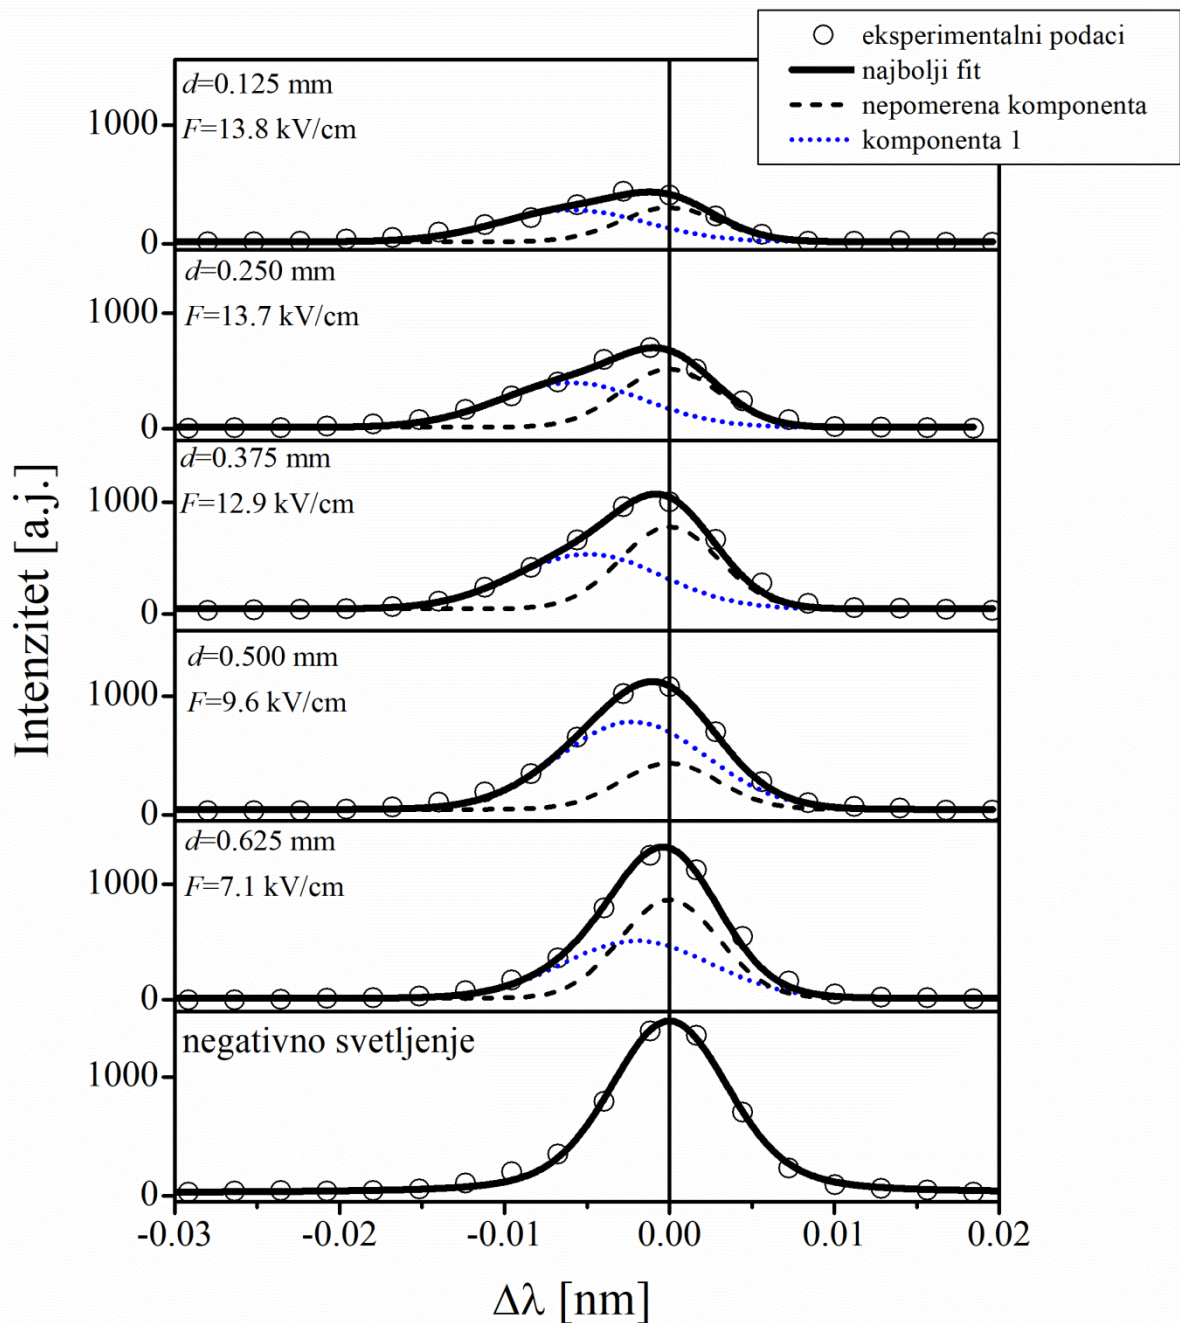 eksperimentalni podaci
najbolji fit
nepomerena komponenta
komponenta 1
d=0.125 mm
F=13.8 kV/cm
1000
0
d=0.250 mm
F=13.7 kV/cm
1000
0
d=0.375 mm
F=12.9 kV/cm
1000
0
d=0.500 mm
F=9.6 kV/cm
1000
0
d=0.625 mm
F=7.1 kV/cm
1000
0
negativno svetljenje
1000
0
Intenzitet [a.j.]
-0.03 -0.02 -0.01 0.00 0.01 0.02
Δλ [nm]